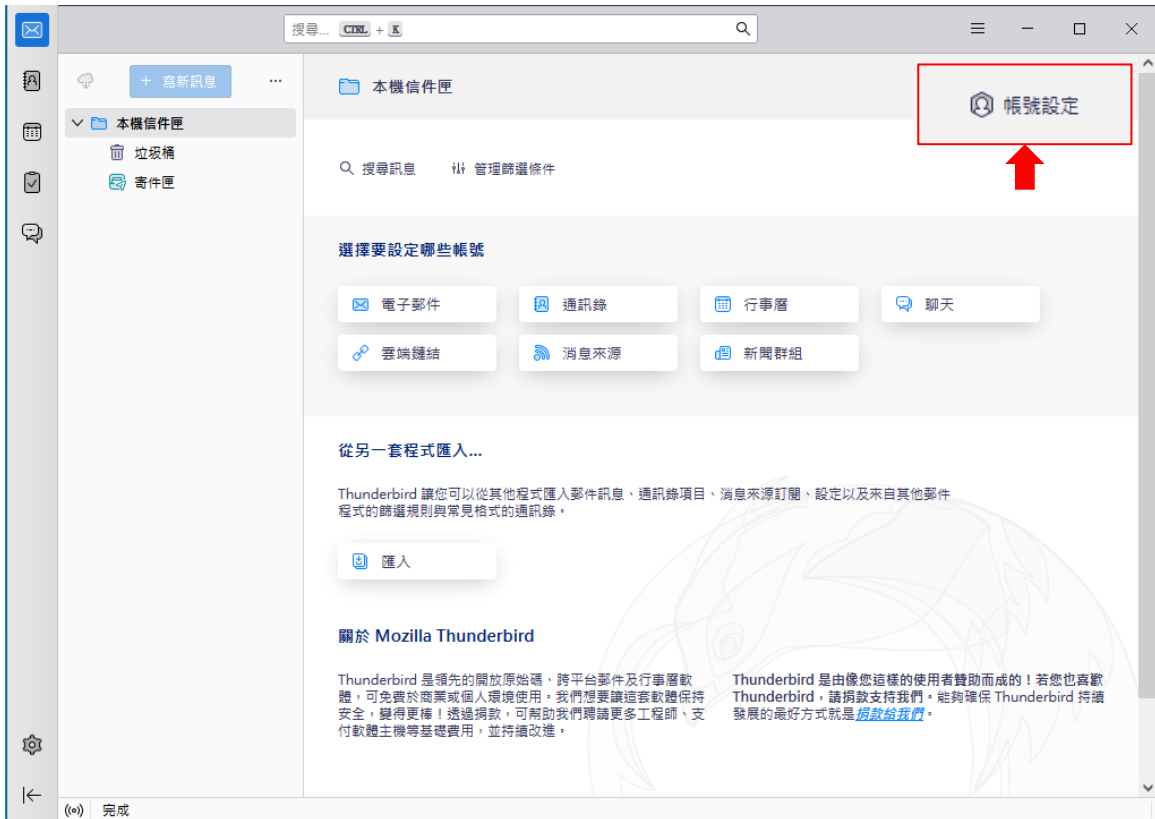 搜尋... CTRL + K
+ 寫新訊息 ...
本機信件匣
垃圾桶
寄件匣
本機信件匣
帳號設定
搜尋訊息 管理篩選條件
選擇要設定哪些帳號
電子郵件 通訊錄 行事曆 聊天
雲端鏈結 消息來源 新聞群組
從另一套程式匯入...
Thunderbird 讓您可以從其他程式匯入郵件訊息、通訊錄項目、消息來源訂閱、設定以及來自其他郵件
程式的篩選規則與常見格式的通訊錄。
匯入
關於 Mozilla Thunderbird
Thunderbird 是領先的開放原始碼、跨平台郵件及行事曆軟
體，可免費於商業或個人環境使用。我們想要讓這套軟體保持
安全，變得更棒！透過捐款，可幫助我們聘請更多工程師、支
付軟體主機等基礎費用，並持續改進。
Thunderbird 是由像您這樣的使用者贊助而成的！若您也喜歡
Thunderbird，請捐款支持我們。能夠確保 Thunderbird 持續
發展的最好方式就是捐款給我們。
完成